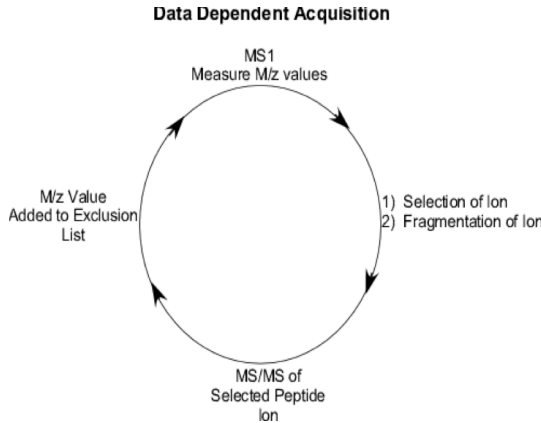 Data Dependent Acquisition
MS1
Measure M/z values
1) Selection of Ion
2) Fragmentation of Ion
MS/MS of
Selected Peptide
Ion
M/z Value
Added to Exclusion
List